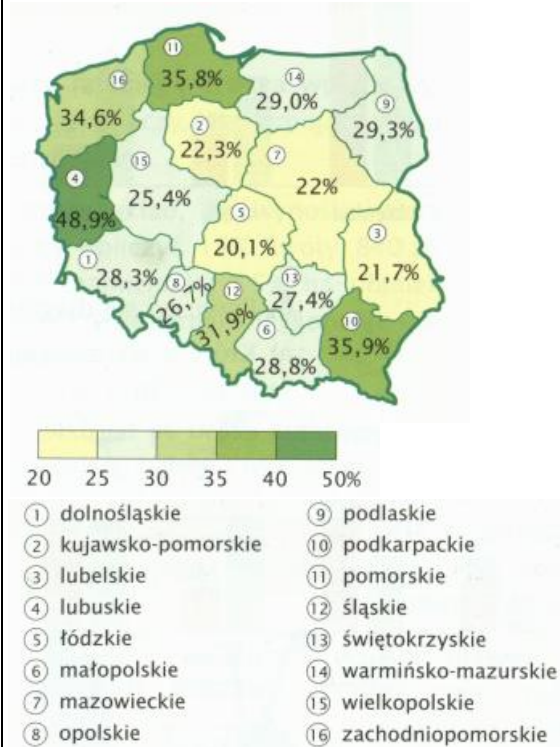 ⑪
35,8%
⑯
34,6%
⑭
29,0%
⑨
29,3%
②
22,3%
⑦
22%
⑮
25,4%
④
48,9%
⑤
20,1%
③
21,7%
①
28,3%
⑧
26,7%
⑫
31,9%
⑬
27,4%
⑥
28,8%
⑩
35,9%
20 25 30 35 40 50%
① dolnośląskie
② kujawsko-pomorskie
③ lubelskie
④ lubuskie
⑤ łódzkie
⑥ małopolskie
⑦ mazowieckie
⑧ opolskie
⑨ podlaskie
⑩ podkarpackie
⑪ pomorskie
⑫ śląskie
⑬ świętokrzyskie
⑭ warmińsko-mazurskie
⑮ wielkopolskie
⑯ zachodniopomorskie